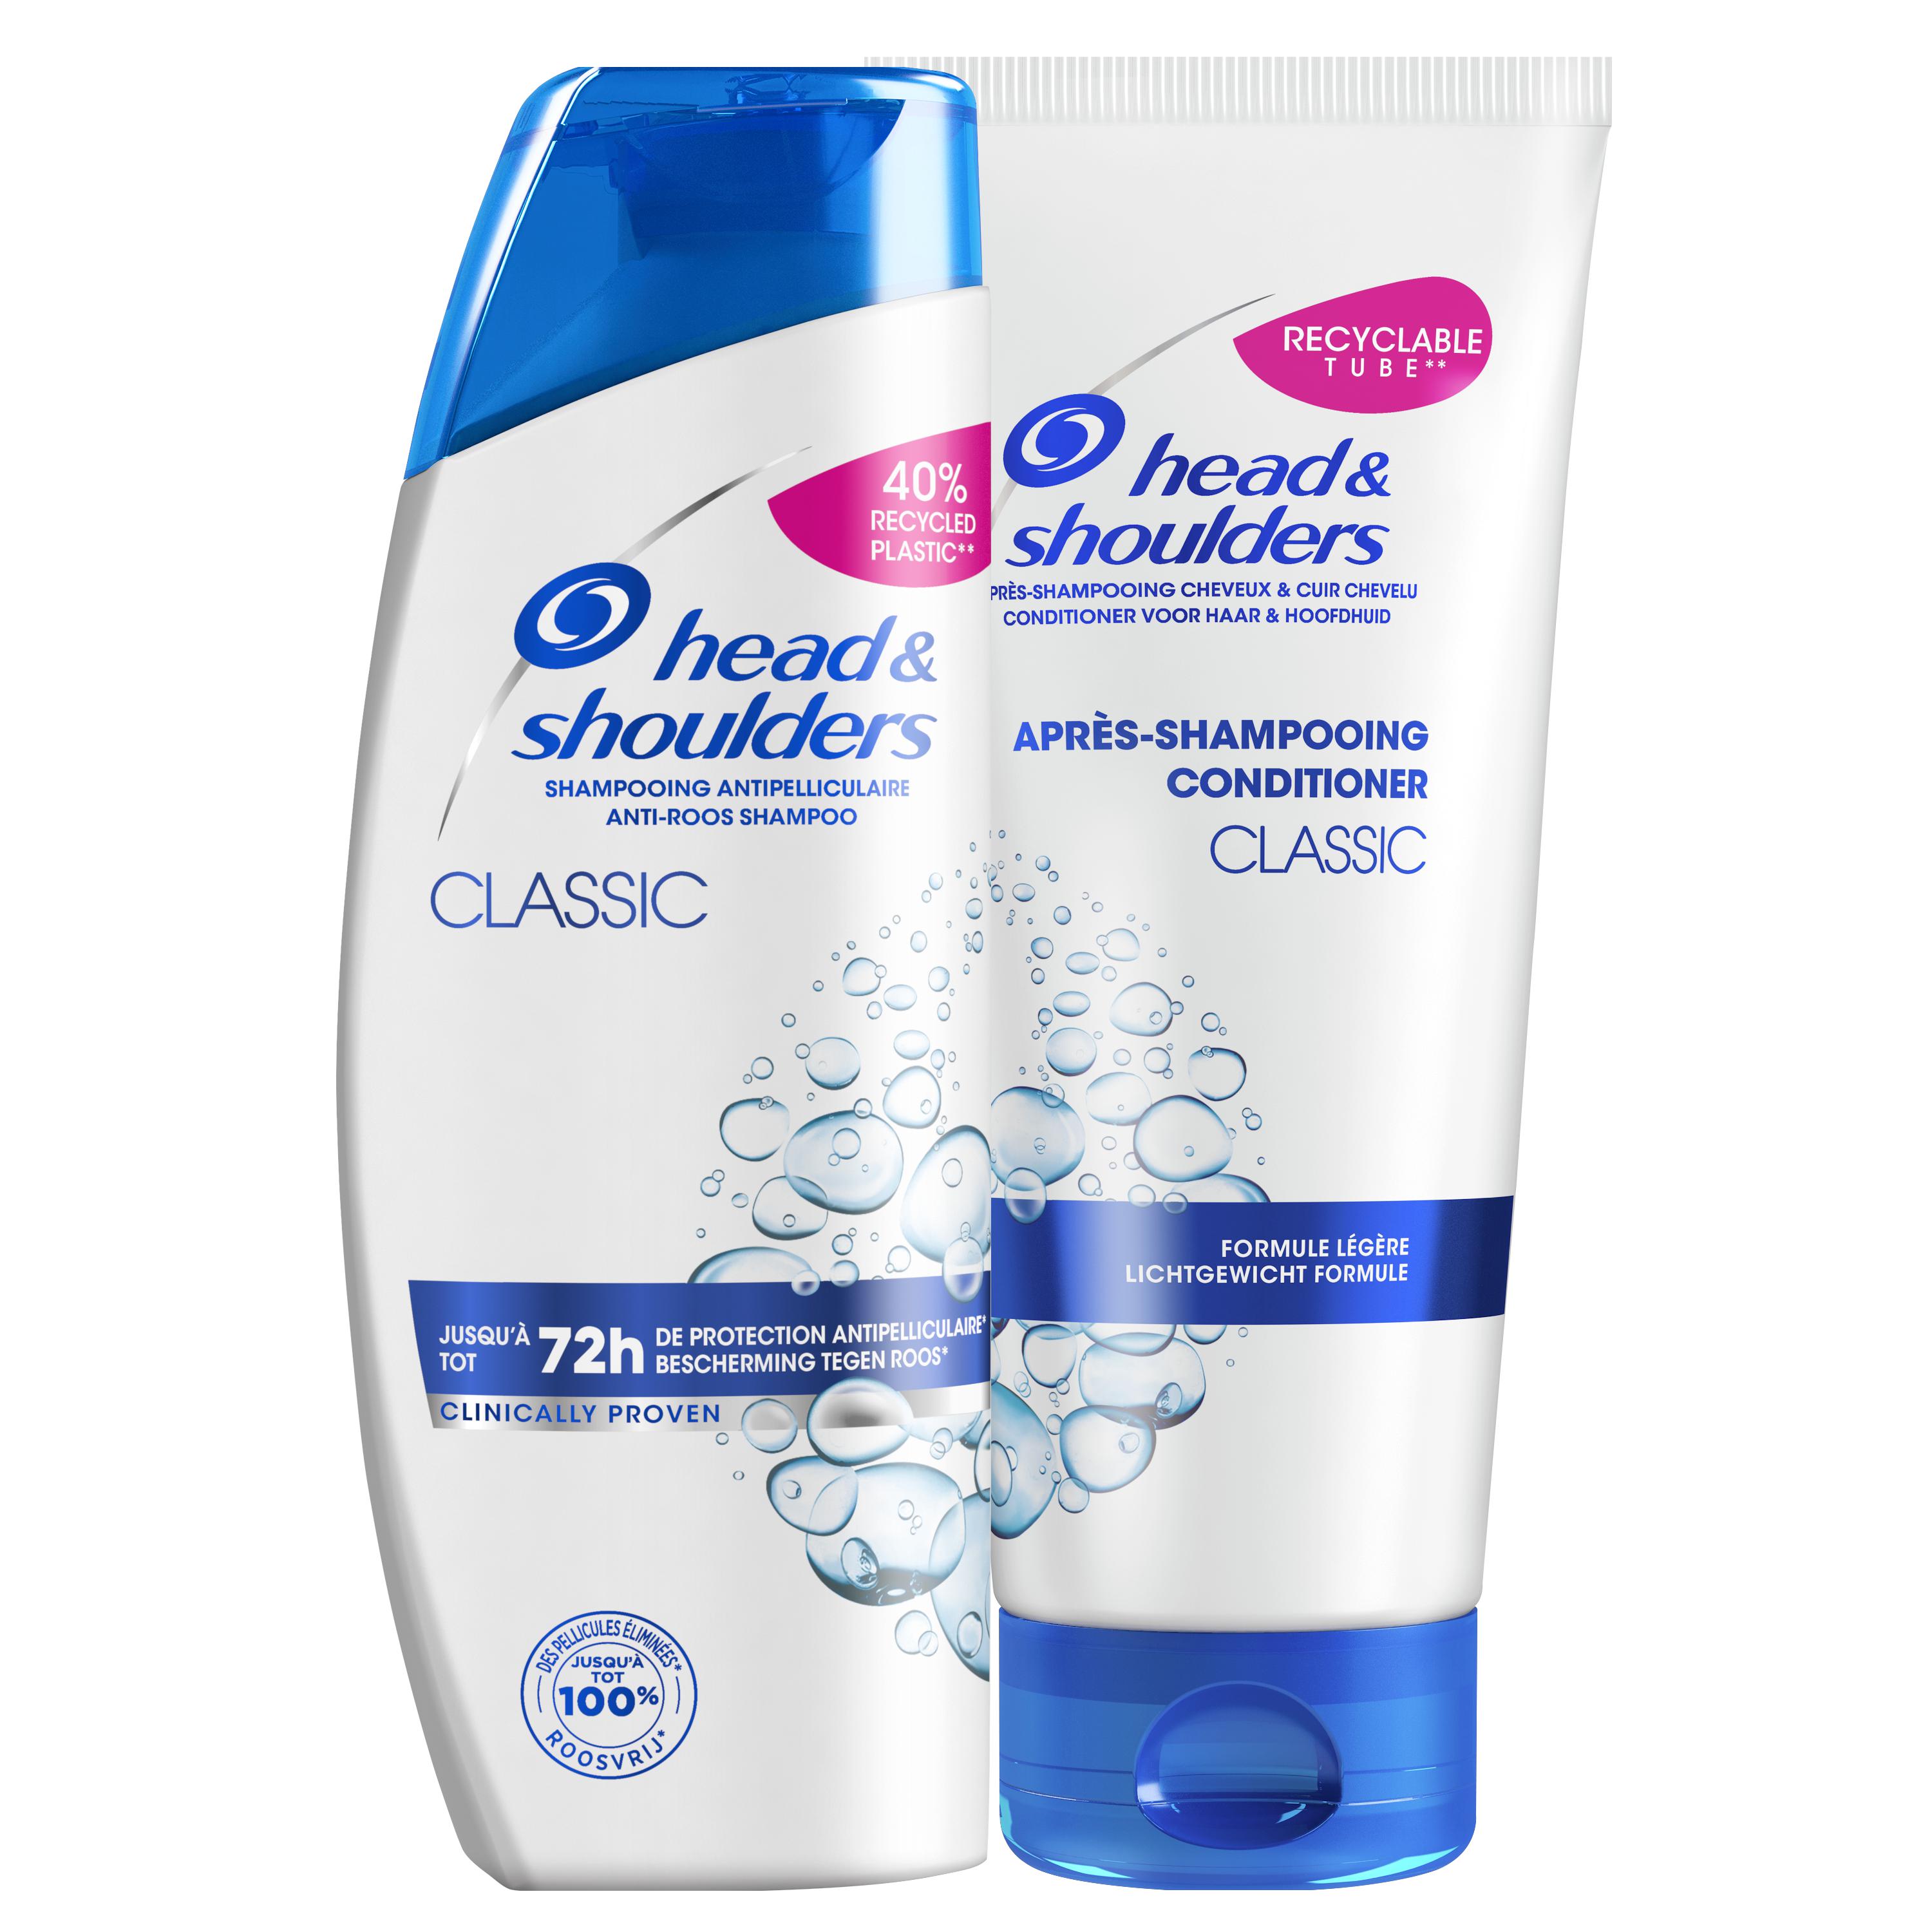 40%
RECYCLED
PLASTIC**
head &
shoulders
SHAMPOOING ANTIPELLICULAIRE
ANTI-ROOS SHAMPOO
CLASSIC
JUSQU'À
TOT
72h
DE PROTECTION ANTIPELLICULAIRE*
BESCHERMING TEGEN ROOS*
CLINICALLY PROVEN
DES PELLICULES ÉLIMINÉES*
JUSQU'À
TOT
100%
ROOSVRIJ*
RECYCLABLE
TUBE**
head &
shoulders
PRÈS-SHAMPOOING CHEVEUX & CUIR CHEVELU
CONDITIONER VOOR HAAR & HOOFDHUID
APRÈS-SHAMPOOING
CONDITIONER
CLASSIC
FORMULE LÉGÈRE
LICHTGEWICHT FORMULE